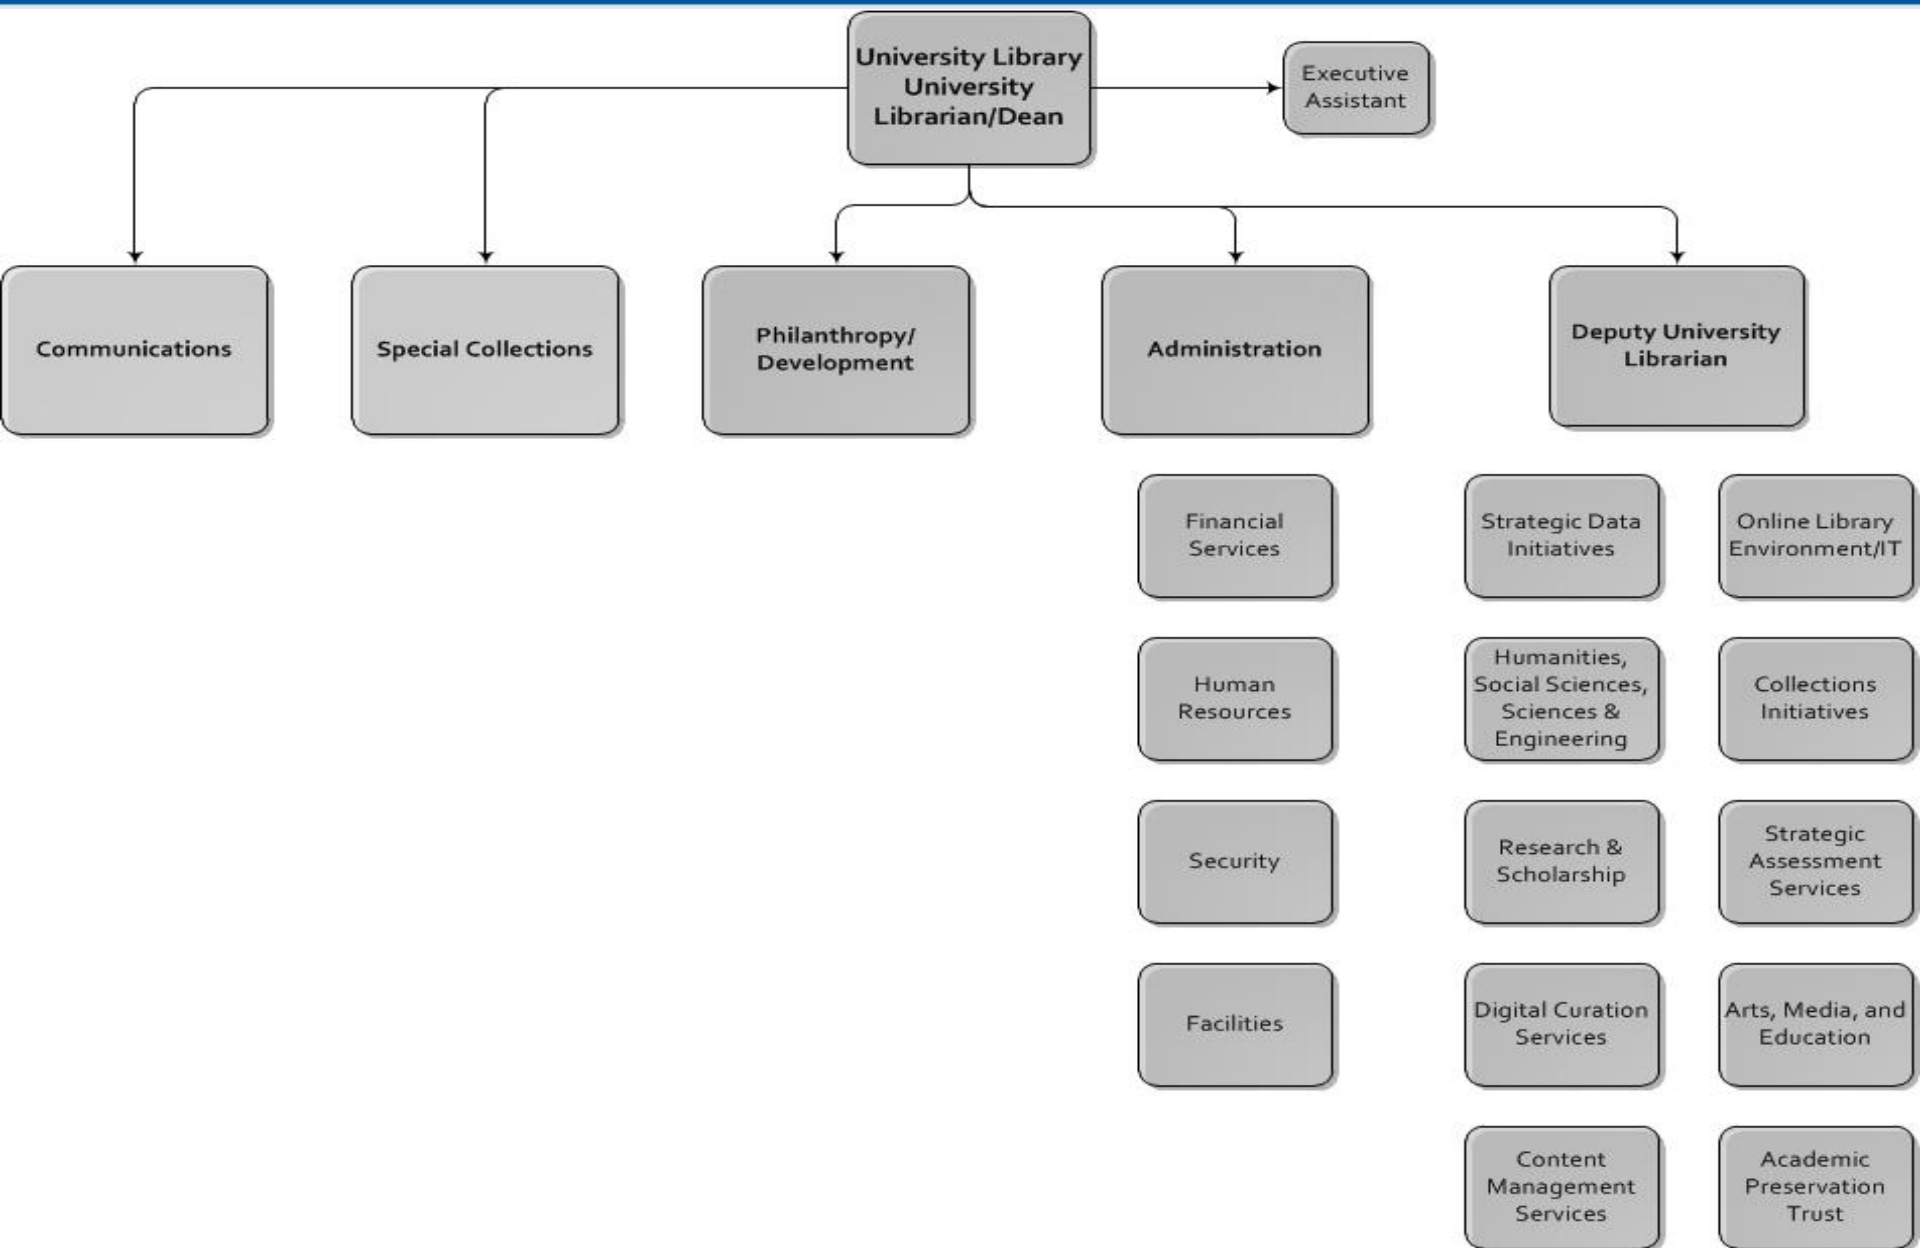 University Library
University
Librarian/Dean
Executive
Assistant
Communications
Special Collections
Philanthropy/
Development
Administration
Deputy University
Librarian
Financial
Services
Strategic Data
Initiatives
Online Library
Environment/IT
Human
Resources
Humanities,
Social Sciences,
Sciences &
Engineering
Collections
Initiatives
Security
Research &
Scholarship
Strategic
Assessment
Services
Facilities
Digital Curation
Services
Arts, Media, and
Education
Content
Management
Services
Academic
Preservation
Trust